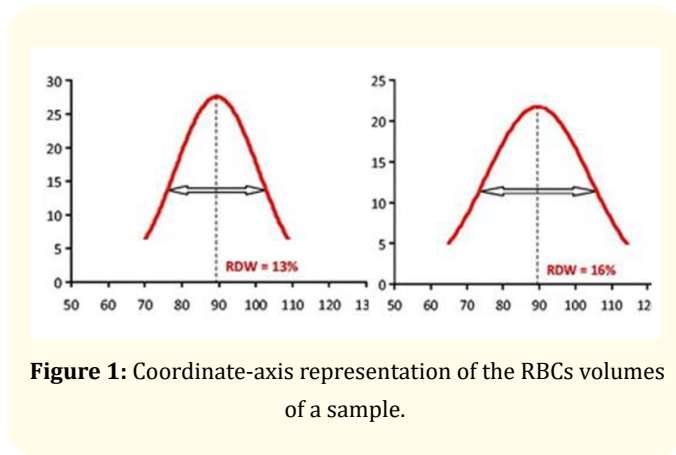 30
25
20
15
10
5
0
50 60 70 80 90 100 110 120 13
RDW = 13%
25
20
15
10
5
0
50 60 70 80 90 100 110 12
RDW = 16%
Figure 1: Coordinate-axis representation of the RBCs volumes
of a sample.